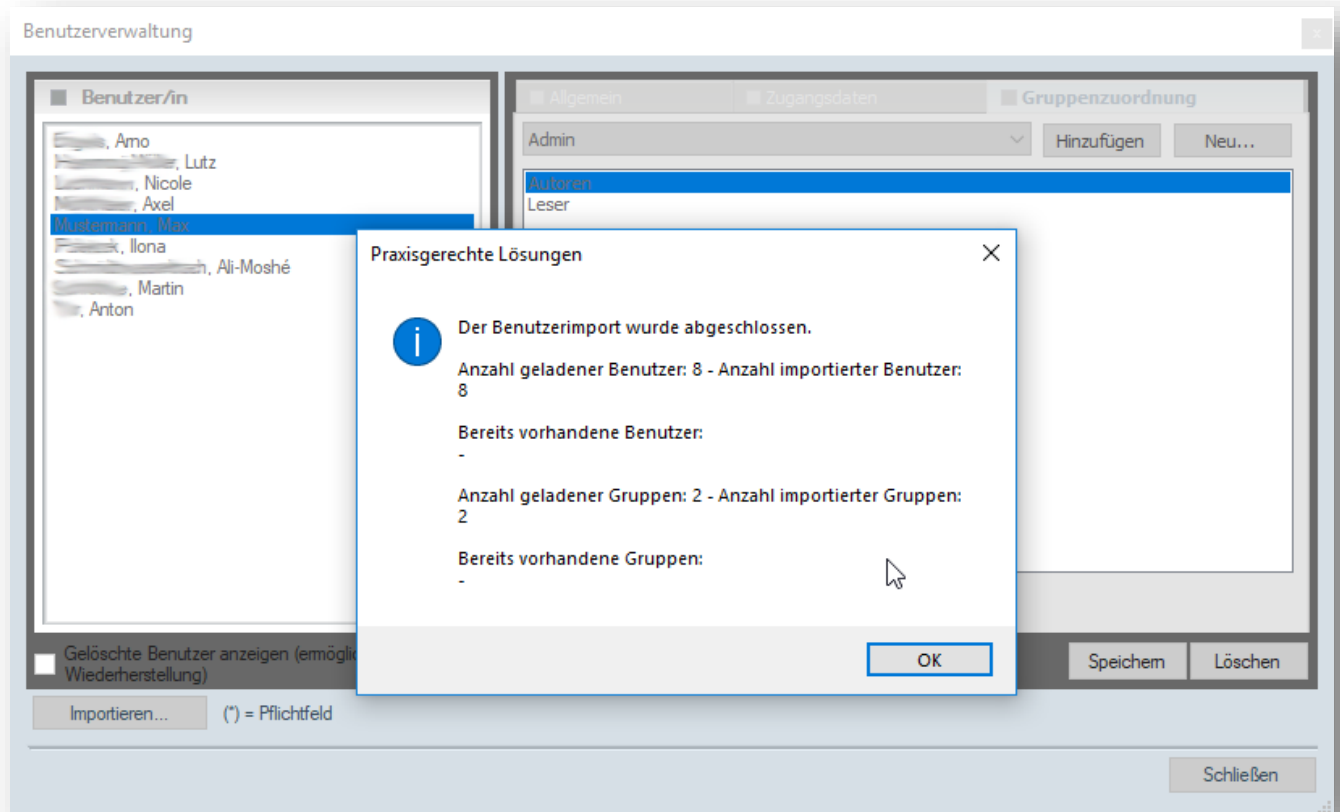 Benutzerverwaltung
x
Benutzer/in
, Arno
, Lutz
, Nicole
, Axel
Mustermann, Max
, Ilona
, Ali-Moshé
, Martin
, Anton
Gelöschte Benutzer anzeigen (ermöglic
Wiederherstellung)
Importieren...
(*) = Pflichtfeld
Allgemein
Zugangsdaten
Gruppenzuordnung
Admin
Hinzufügen
Neu...
Autoren
Leser
Praxisgerechte Lösungen
i
Der Benutzerimport wurde abgeschlossen.
Anzahl geladener Benutzer: 8 - Anzahl importierter Benutzer:
8
Bereits vorhandene Benutzer:
-
Anzahl geladener Gruppen: 2 - Anzahl importierter Gruppen:
2
Bereits vorhandene Gruppen:
-
OK
Speichern
Löschen
Schließen